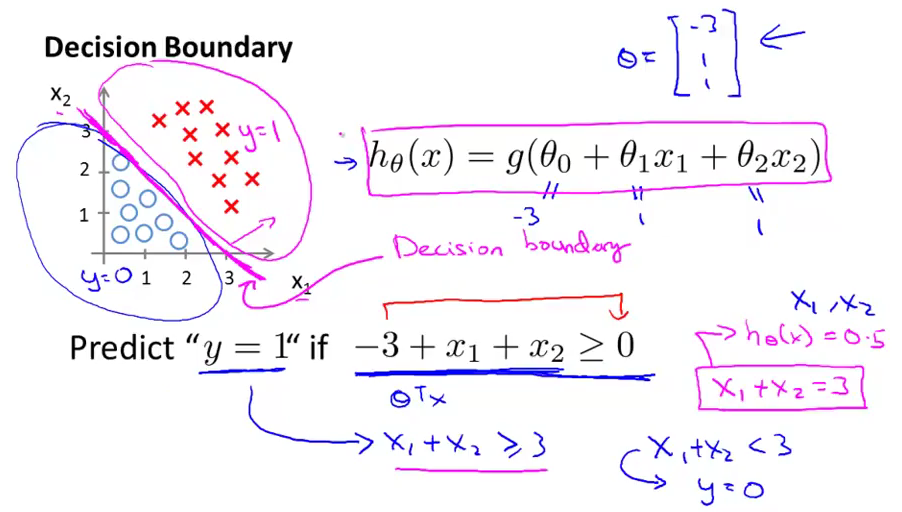 Decision Boundary
θ = [-3 1 1]
x₂
3
2
1
y=1
y=0
1 2 3
x₁
h_θ(x) = g(θ₀ + θ₁x₁ + θ₂x₂)
-3 1 1
Decision boundary
Predict "y = 1" if -3 + x₁ + x₂ ≥ 0
θᵀx
x₁ + x₂ ≥ 3
x₁, x₂
h_θ(x) = 0.5
x₁ + x₂ = 3
x₁ + x₂ < 3
y = 0